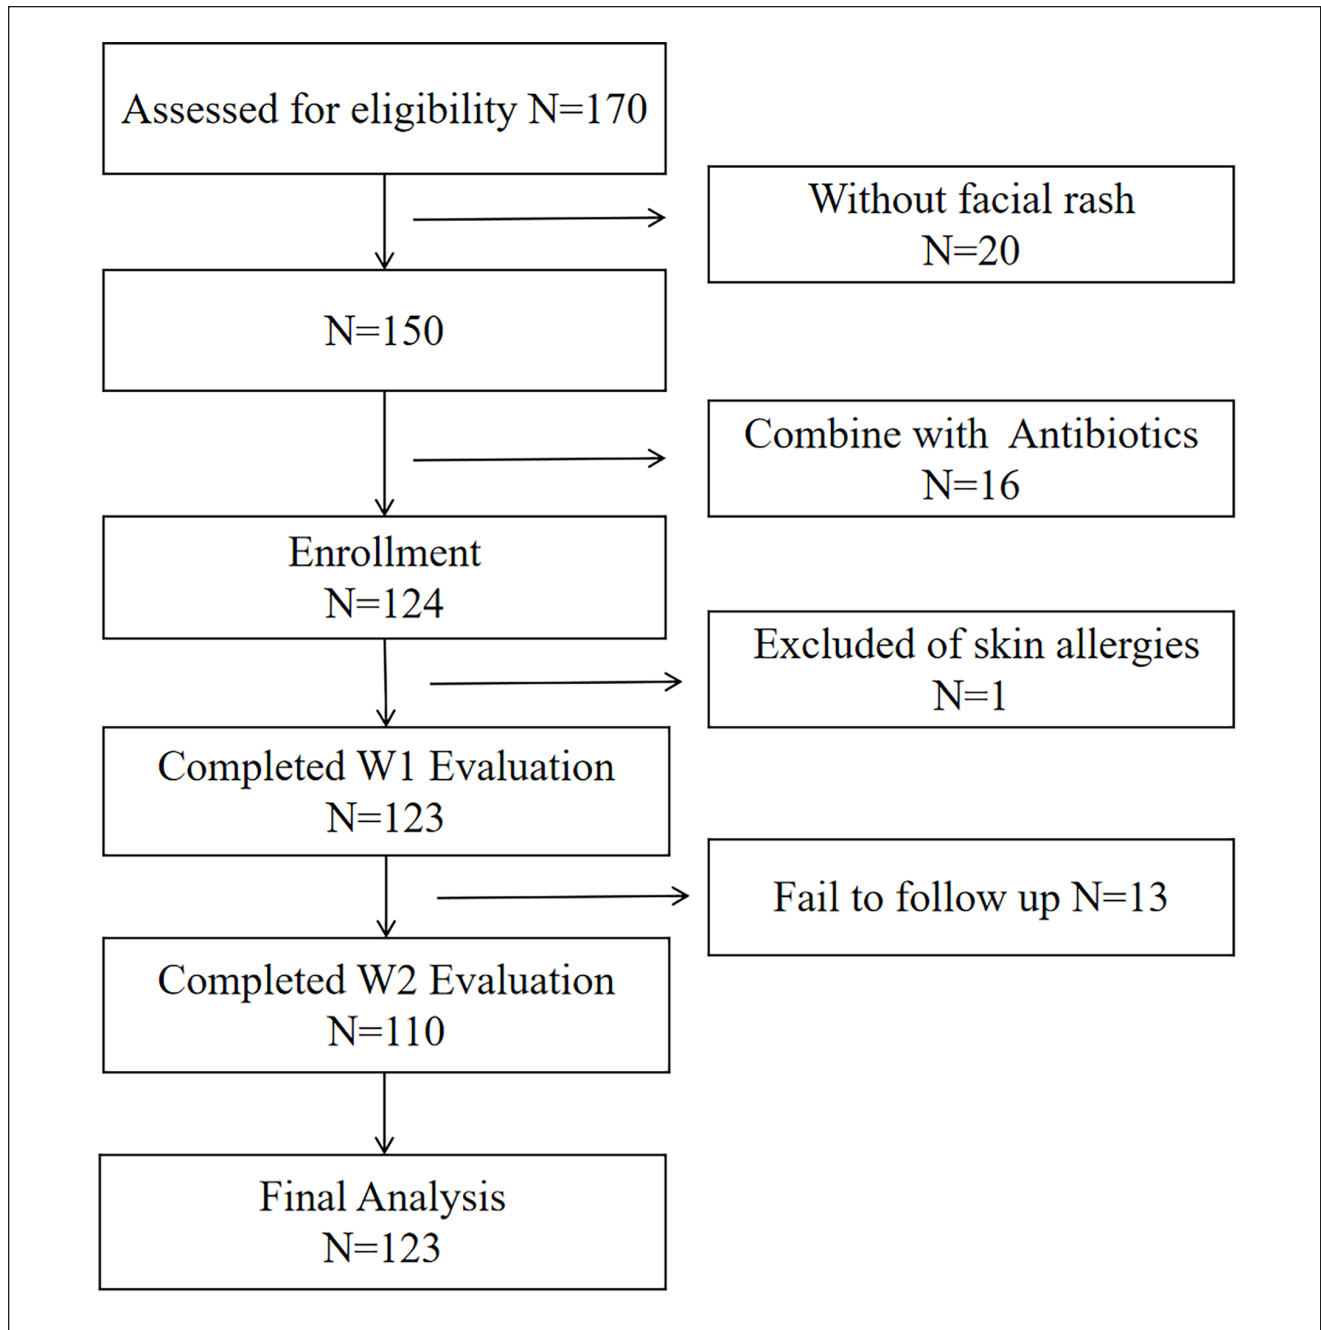 Assessed for eligibility N=170
Without facial rash
N=20
N=150
Combine with Antibiotics
N=16
Enrollment
N=124
Excluded of skin allergies
N=1
Completed W1 Evaluation
N=123
Fail to follow up N=13
Completed W2 Evaluation
N=110
Final Analysis
N=123